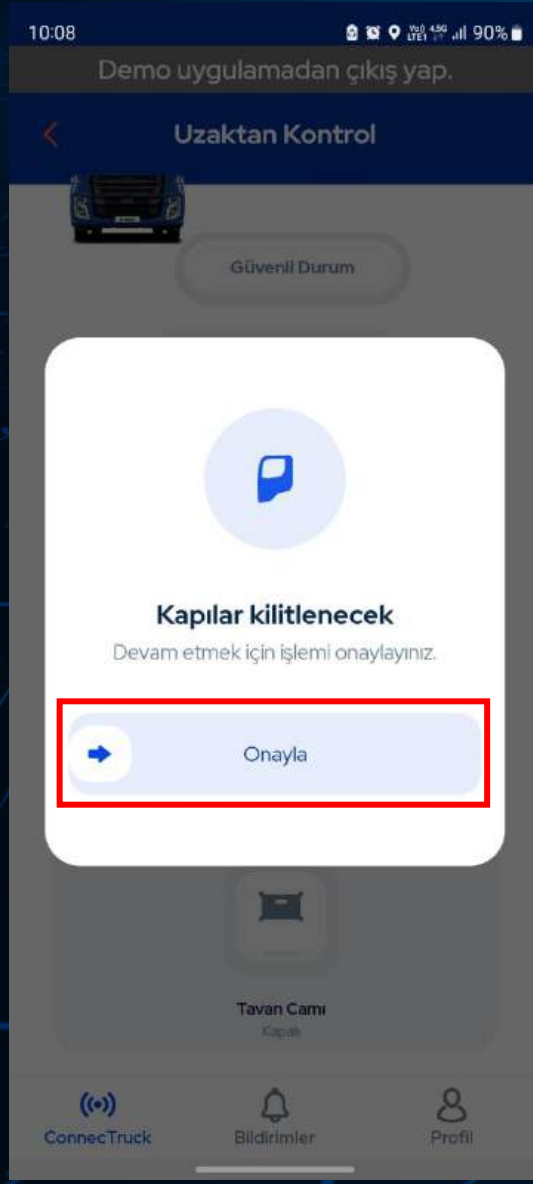 10:08
90%
Demo uygulamadan çıkış yap.
Uzaktan Kontrol
Güvenli Durum
Kapılar kilitlenecek
Devam etmek için işlemi onaylayınız.
Onayla
Tavan Camı
Kapalı
ConnecTruck
Bildirimler
Profil